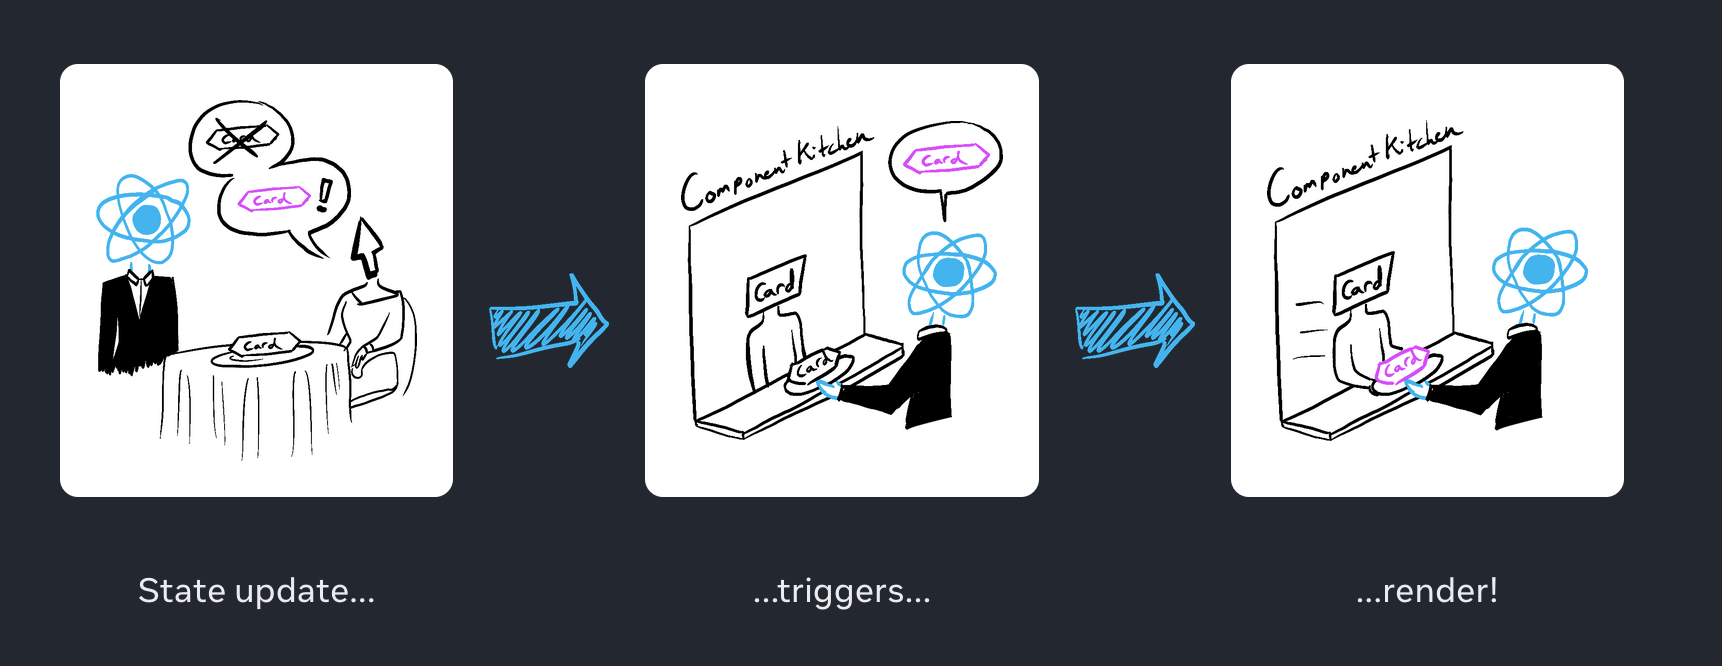 Card
Card !
Card
State update...
Component Kitchen
Card
Card
Card
...triggers...
Component Kitchen
Card
Card
...render!